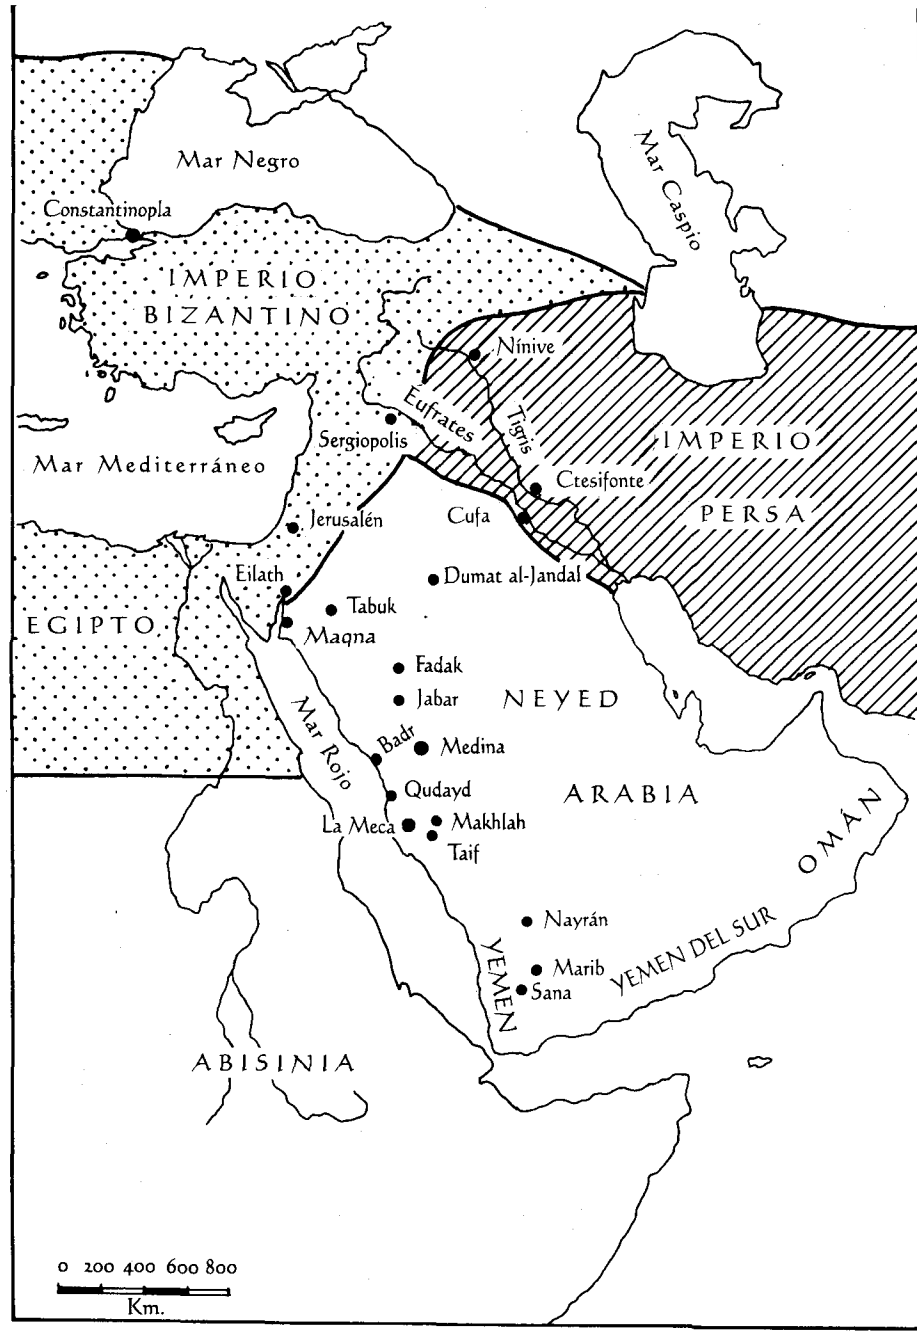 Mar Negro
Mar Caspio
Constantinopla
IMPERIO
BIZANTINO
Nínive
Éufrates
Tigris
Sergiopolis
IMPERIO
PERSA
Mar Mediterráneo
Ctesifonte
Cufa
Jerusalén
Eilath
Dumat al-Jandal
Tabuk
EGIPTO
Maqna
Fadak
Jabar
NEYED
Mar Rojo
Badr
Medina
Qudayd
ARABIA
La Meca
Makhlah
Taif
OMÁN
Nayrán
YEMEN
YEMEN DEL SUR
Marib
Sana
ABISINIA
0 200 400 600 800
Km.